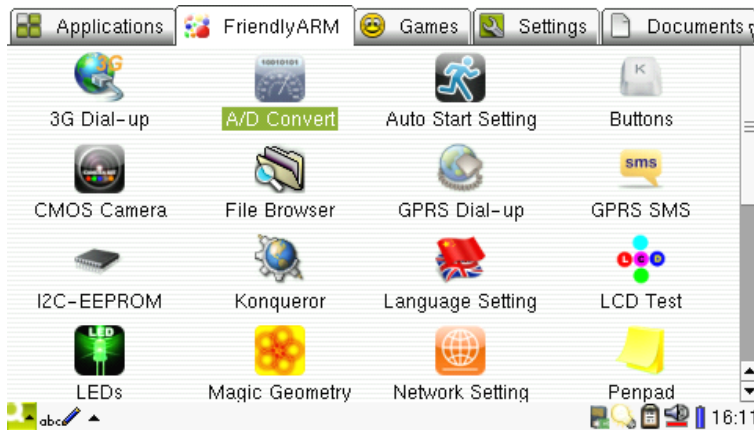 Applications FriendlyARM Games Settings Documents
3G
10010101
K
3G Dial-up A/D Convert Auto Start Setting Buttons
sms
CMOS Camera File Browser GPRS Dial-up GPRS SMS
L C D
I2C-EEPROM Konqueror Language Setting LCD Test
LED
LEDs Magic Geometry Network Setting Penpad
abc 16:11